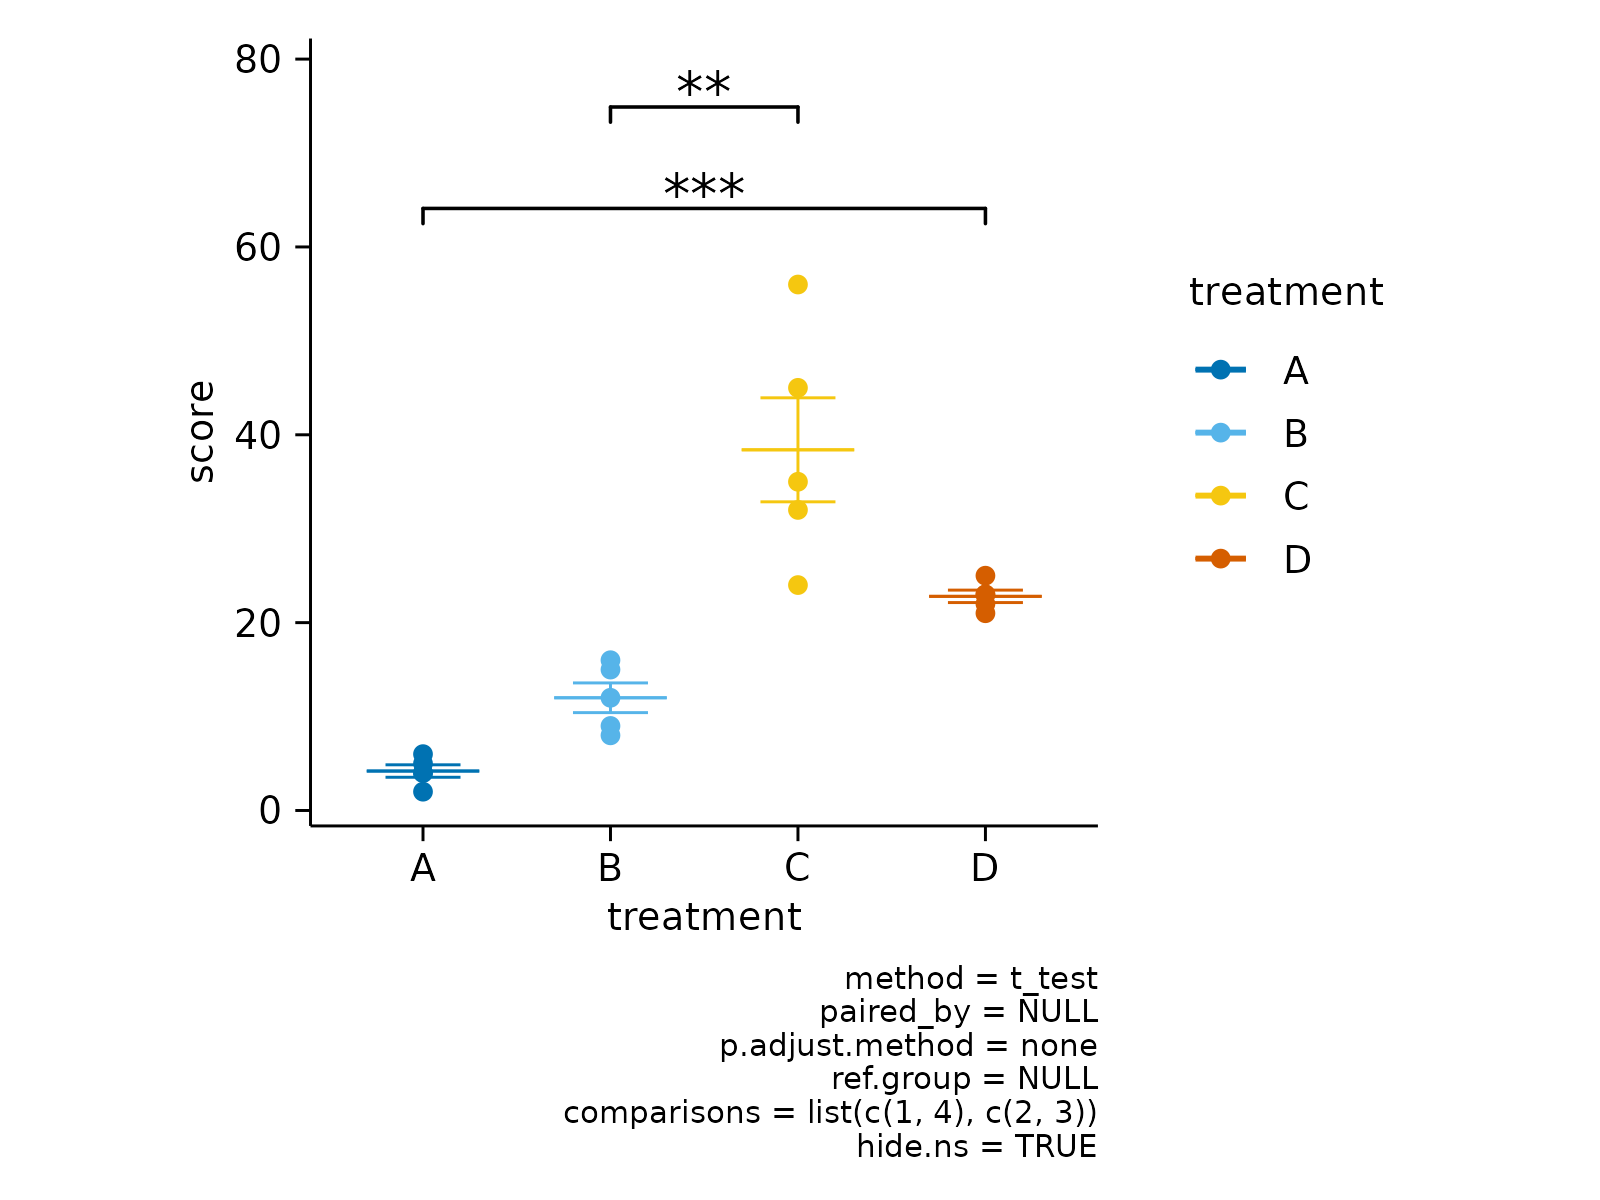 80
**
***
60
40
20
0
score
A B C D
treatment
treatment
A
B
C
D
method = t_test
paired_by = NULL
p.adjust.method = none
ref.group = NULL
comparisons = list(c(1, 4), c(2, 3))
hide.ns = TRUE